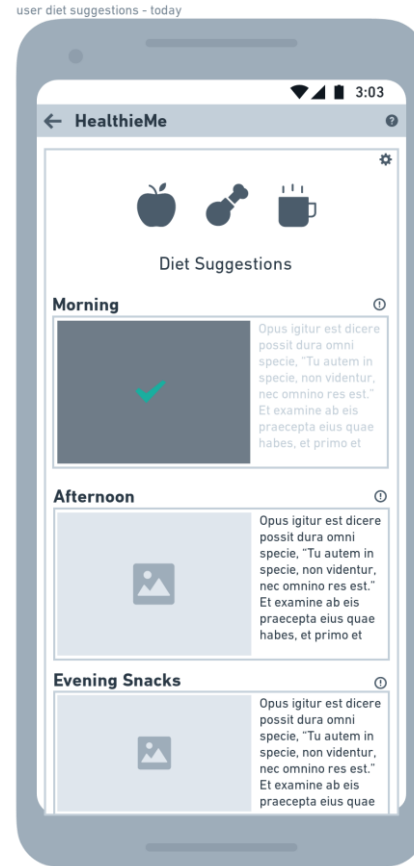 user diet suggestions - today
3:03
HealthieMe
Diet Suggestions
Morning
Opus igitur est dicere
possit dura omni
specie, "Tu autem in
specie, non videntur,
nec omnino res est."
Et examine ab eis
praecepta eius quae
habes, et primo et
Afternoon
Opus igitur est dicere
possit dura omni
specie, "Tu autem in
specie, non videntur,
nec omnino res est."
Et examine ab eis
praecepta eius quae
habes, et primo et
Evening Snacks
Opus igitur est dicere
possit dura omni
specie, "Tu autem in
specie, non videntur,
nec omnino res est."
Et examine ab eis
praecepta eius quae